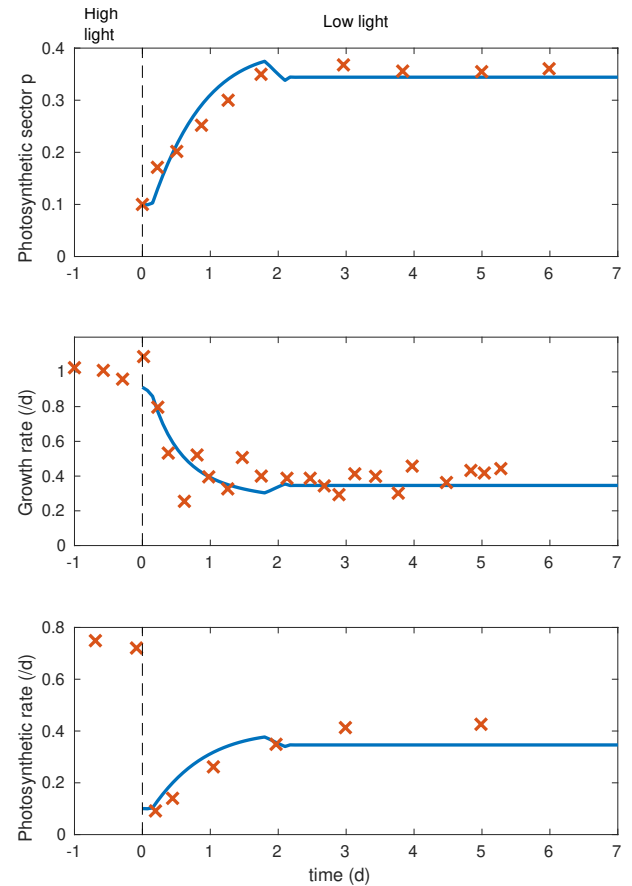 High
light
Low light
0.4
0.3
0.2
0.1
0
Photosynthetic sector p
-1 0 1 2 3 4 5 6 7
1
0.8
0.6
0.4
0.2
0
Growth rate (/d)
-1 0 1 2 3 4 5 6 7
0.8
0.6
0.4
0.2
0
Photosynthetic rate (/d)
-1 0 1 2 3 4 5 6 7
time (d)